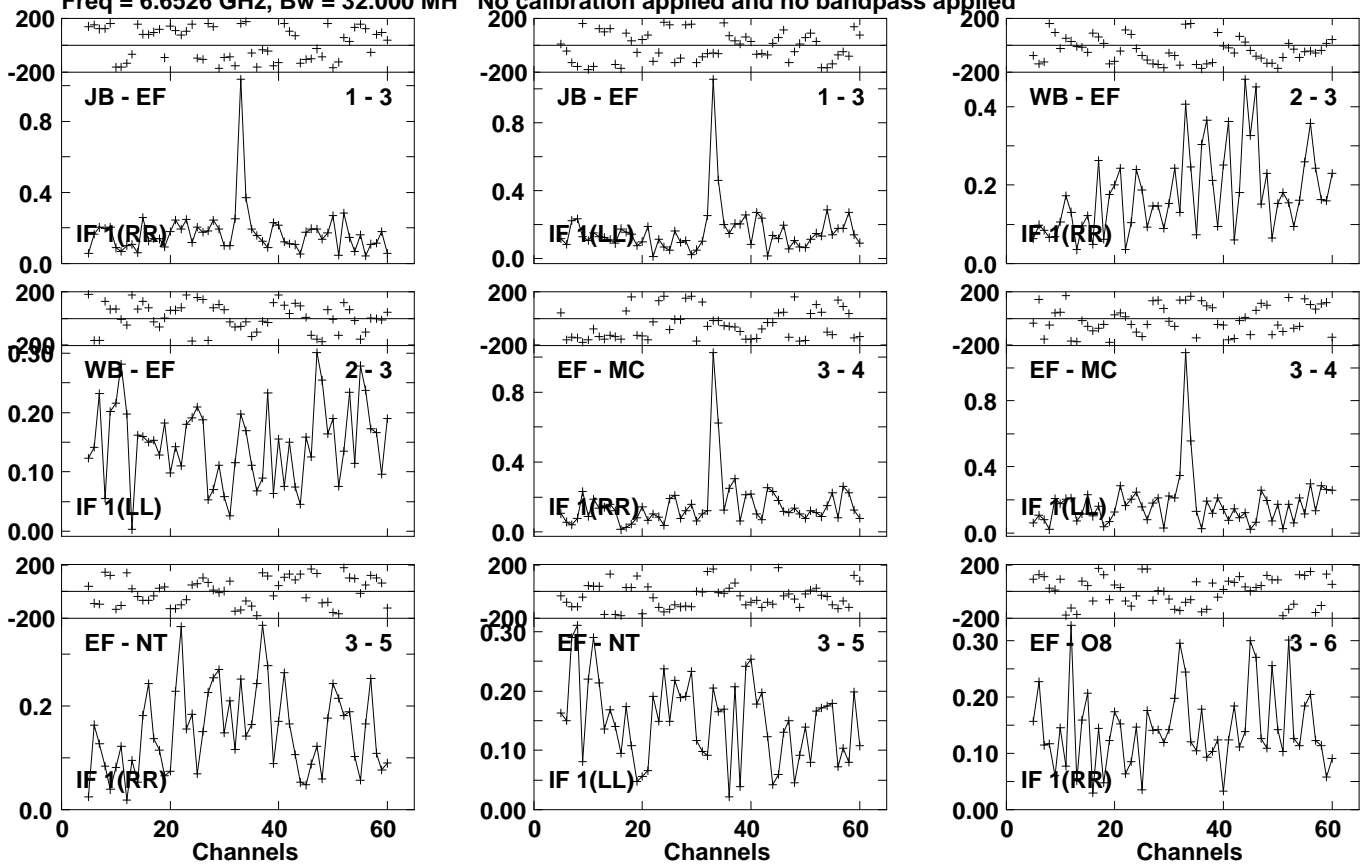 Freq = 6.6526 GHz, Bw = 32.000 MH No calibration applied and no bandpass applied
200
-200
JB - EF 1 - 3
0.8
0.4
IF 1(RR)
0.0
200
-200
JB - EF 1 - 3
0.8
0.4
IF 1(LL)
0.0
200
-200
WB - EF 2 - 3
0.4
0.2
IF 1(RR)
0.0
200
-200
0.30
WB - EF 2 - 3
0.20
0.10
IF 1(LL)
0.00
200
-200
EF - MC 3 - 4
0.8
0.4
IF 1(RR)
0.0
200
-200
EF - MC 3 - 4
0.8
0.4
IF 1(LL)
0.0
200
-200
EF - NT 3 - 5
0.2
IF 1(RR)
0.0
0 20 40 60
Channels
200
-200
0.30
EF - NT 3 - 5
0.20
0.10
IF 1(LL)
0.00
0 20 40 60
Channels
200
-200
0.30
EF - O8 3 - 6
0.20
0.10
IF 1(RR)
0.00
0 20 40 60
Channels